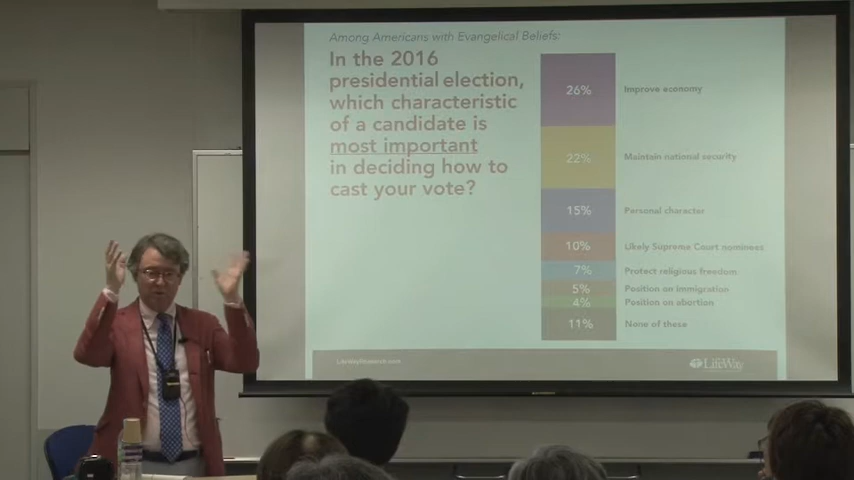 Among Americans with Evangelical Beliefs:
In the 2016
presidential election,
which characteristic
of a candidate is
most important
in deciding how to
cast your vote?
26% Improve economy
22% Maintain national security
15% Personal character
10% Likely Supreme Court nominees
7% Protect religious freedom
5% Position on immigration
4% Position on abortion
11% None of these
LifeWayResearch.com
LifeWay